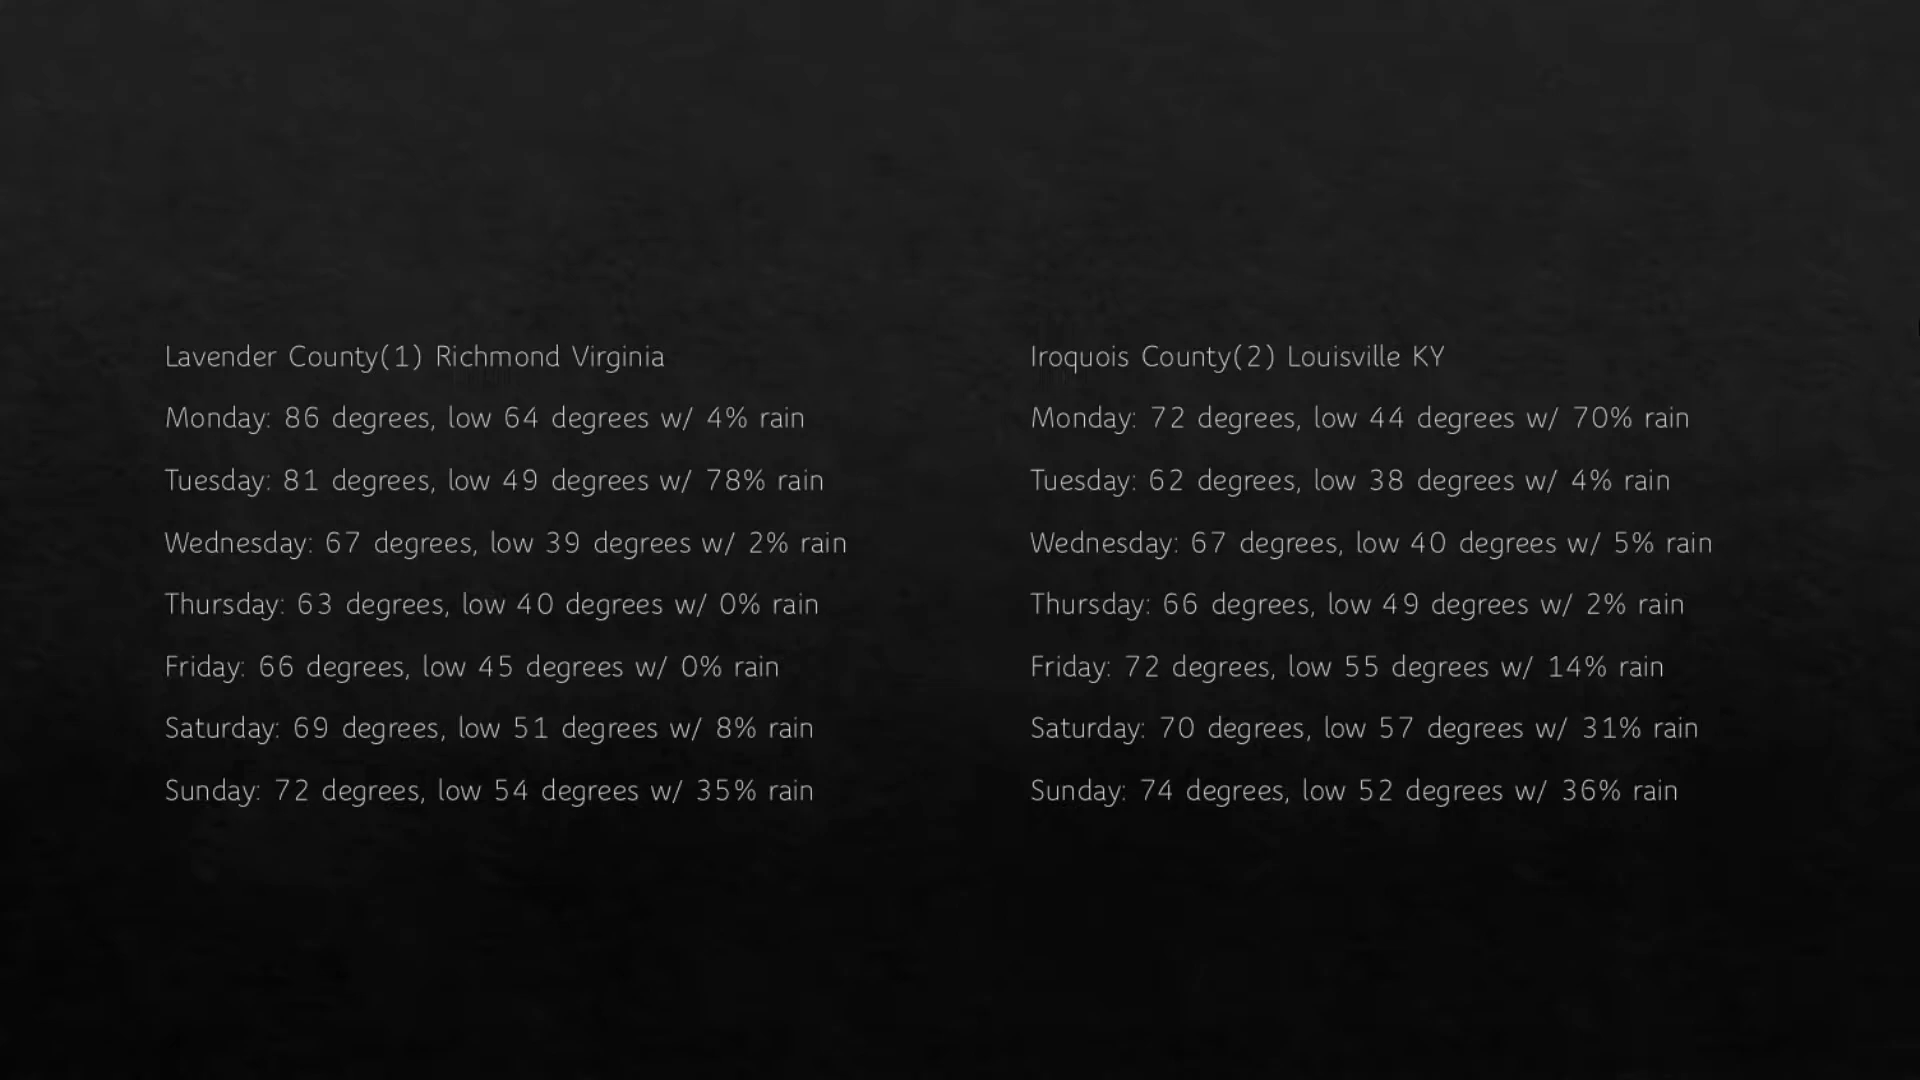 Lavender County(1) Richmond Virginia
Monday: 86 degrees, low 64 degrees w/ 4% rain
Tuesday: 81 degrees, low 49 degrees w/ 78% rain
Wednesday: 67 degrees, low 39 degrees w/ 2% rain
Thursday: 63 degrees, low 40 degrees w/ 0% rain
Friday: 66 degrees, low 45 degrees w/ 0% rain
Saturday: 69 degrees, low 51 degrees w/ 8% rain
Sunday: 72 degrees, low 54 degrees w/ 35% rain
Iroquois County(2) Louisville KY
Monday: 72 degrees, low 44 degrees w/ 70% rain
Tuesday: 62 degrees, low 38 degrees w/ 4% rain
Wednesday: 67 degrees, low 40 degrees w/ 5% rain
Thursday: 66 degrees, low 49 degrees w/ 2% rain
Friday: 72 degrees, low 55 degrees w/ 14% rain
Saturday: 70 degrees, low 57 degrees w/ 31% rain
Sunday: 74 degrees, low 52 degrees w/ 36% rain